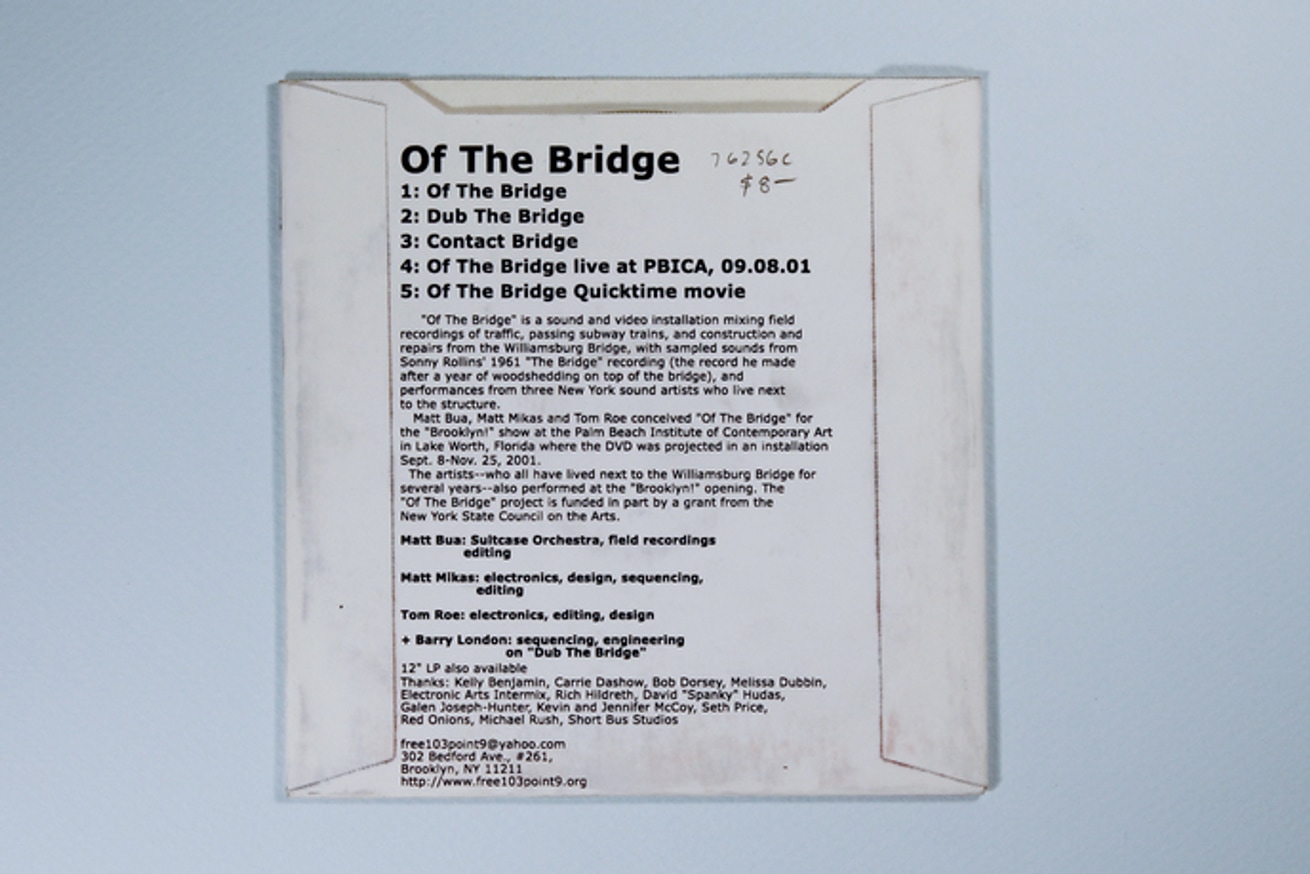 Of The Bridge
76256c
$8—
1: Of The Bridge
2: Dub The Bridge
3: Contact Bridge
4: Of The Bridge live at PBICA, 09.08.01
5: Of The Bridge Quicktime movie
"Of The Bridge" is a sound and video installation mixing field
recordings of traffic, passing subway trains, and construction and
repairs from the Williamsburg Bridge, with sampled sounds from
Sonny Rollins' 1961 "The Bridge" recording (the record he made
after a year of woodshedding on top of the bridge), and
performances from three New York sound artists who live next
to the structure.
Matt Bua, Matt Mikas and Tom Roe conceived "Of The Bridge" for
the "Brooklyn!" show at the Palm Beach Institute of Contemporary Art
in Lake Worth, Florida where the DVD was projected in an installation
Sept. 8-Nov. 25, 2001.
The artists--who all have lived next to the Williamsburg Bridge for
several years--also performed at the "Brooklyn!" opening. The
"Of The Bridge" project is funded in part by a grant from the
New York State Council on the Arts.
Matt Bua: Suitcase Orchestra, field recordings
editing
Matt Mikas: electronics, design, sequencing,
editing
Tom Roe: electronics, editing, design
+ Barry London: sequencing, engineering
on "Dub The Bridge"
12" LP also available
Thanks: Kelly Benjamin, Carrie Dashow, Bob Dorsey, Melissa Dubbin,
Electronic Arts Intermix, Rich Hildreth, David "Spanky" Hudas,
Galen Joseph-Hunter, Kevin and Jennifer McCoy, Seth Price,
Red Onions, Michael Rush, Short Bus Studios
free103point9@yahoo.com
302 Bedford Ave., #261,
Brooklyn, NY 11211
http://www.free103point9.org